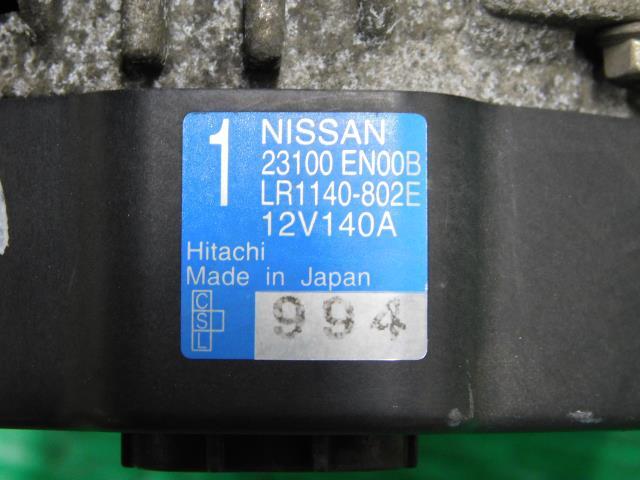 1 NISSAN
23100 EN00B
LR1140-802E
12V140A
Hitachi
Made in Japan
C
S
L
994